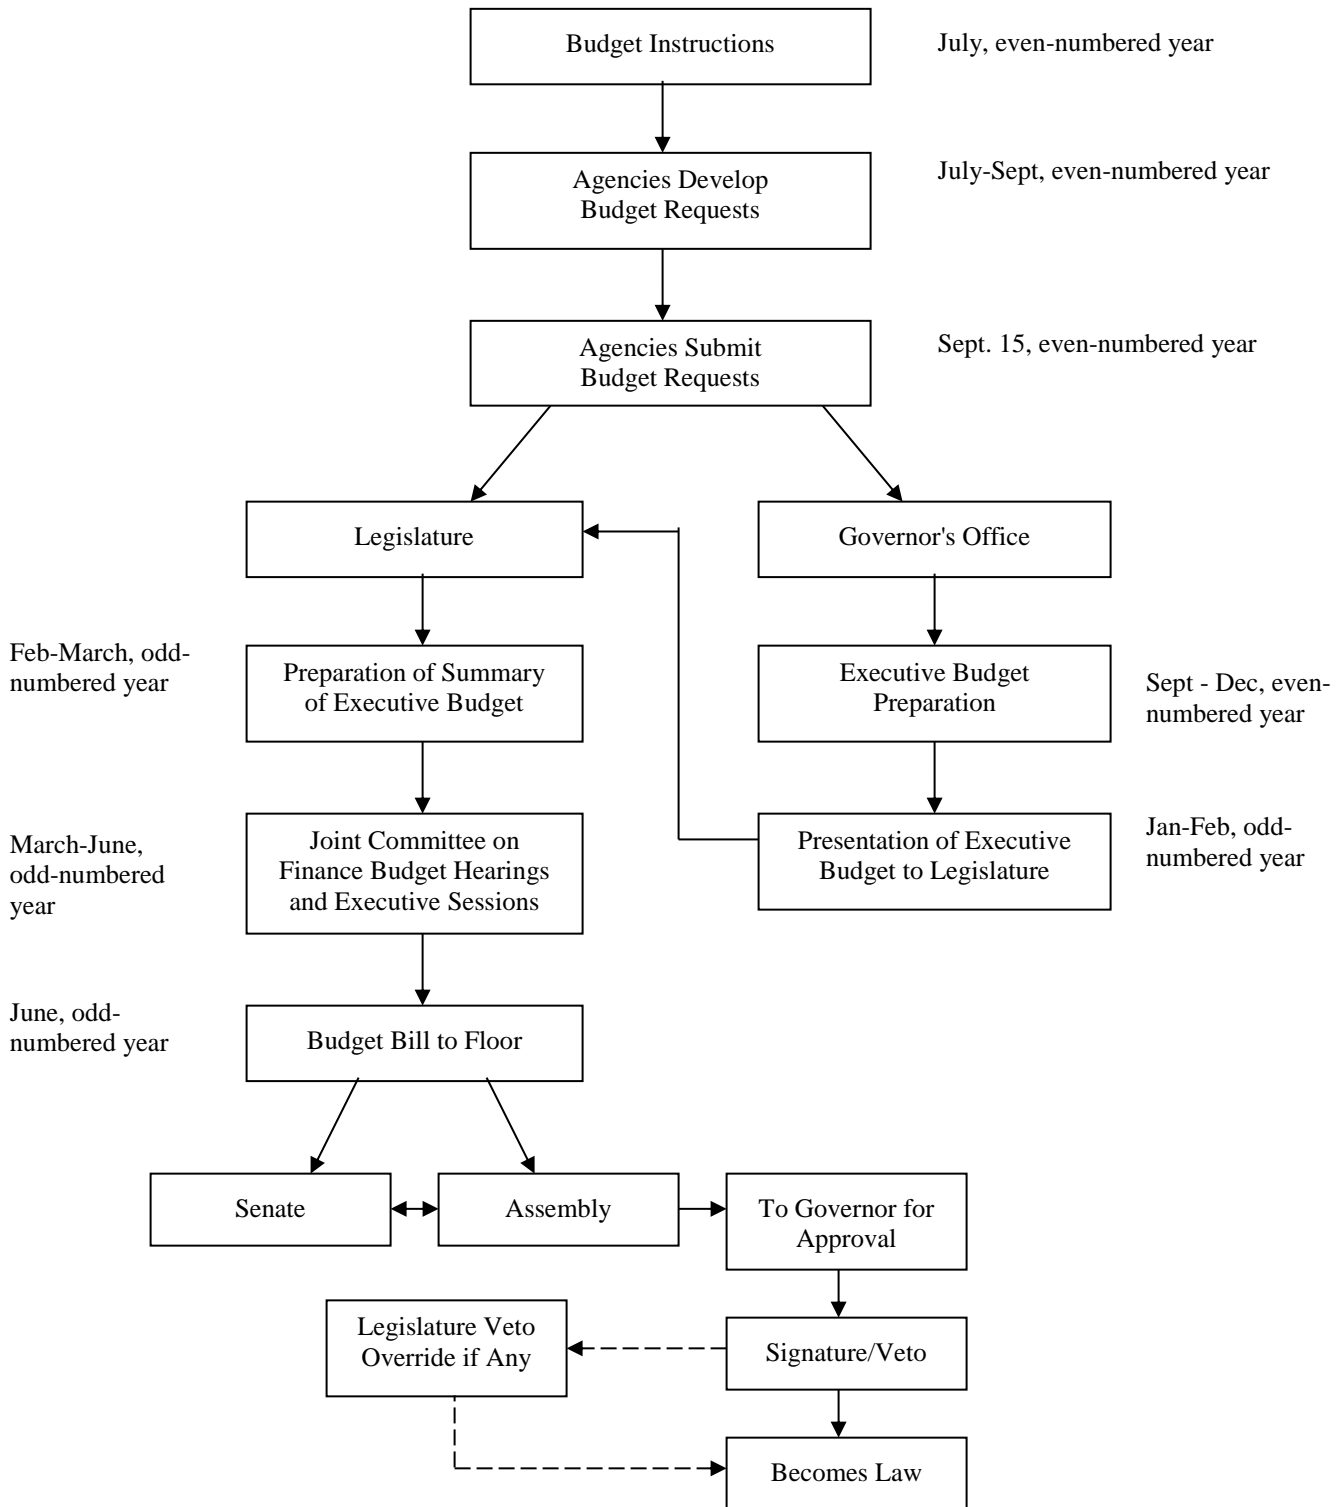 Budget Instructions
July, even-numbered year
Agencies Develop
Budget Requests
July-Sept, even-numbered year
Agencies Submit
Budget Requests
Sept. 15, even-numbered year
Legislature
Governor's Office
Feb-March, odd-
numbered year
Preparation of Summary
of Executive Budget
Executive Budget
Preparation
Sept - Dec, even-
numbered year
March-June,
odd-numbered
year
Joint Committee on
Finance Budget Hearings
and Executive Sessions
Presentation of Executive
Budget to Legislature
Jan-Feb, odd-
numbered year
June, odd-
numbered year
Budget Bill to Floor
Senate
Assembly
To Governor for
Approval
Legislature Veto
Override if Any
Signature/Veto
Becomes Law